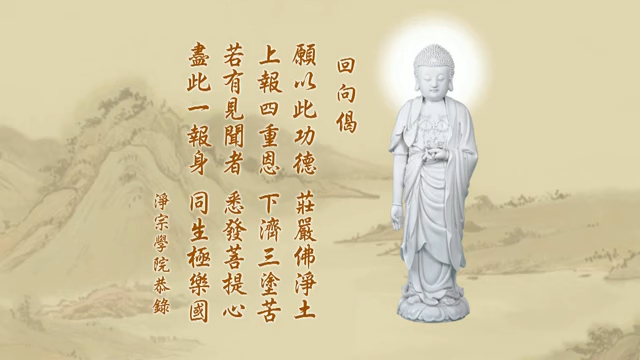 回向偈
願以此功德 莊嚴佛淨土
上報四重恩 下濟三塗苦
若有見聞者 悉發菩提心
盡此一報身 同生極樂國
淨宗學院恭錄